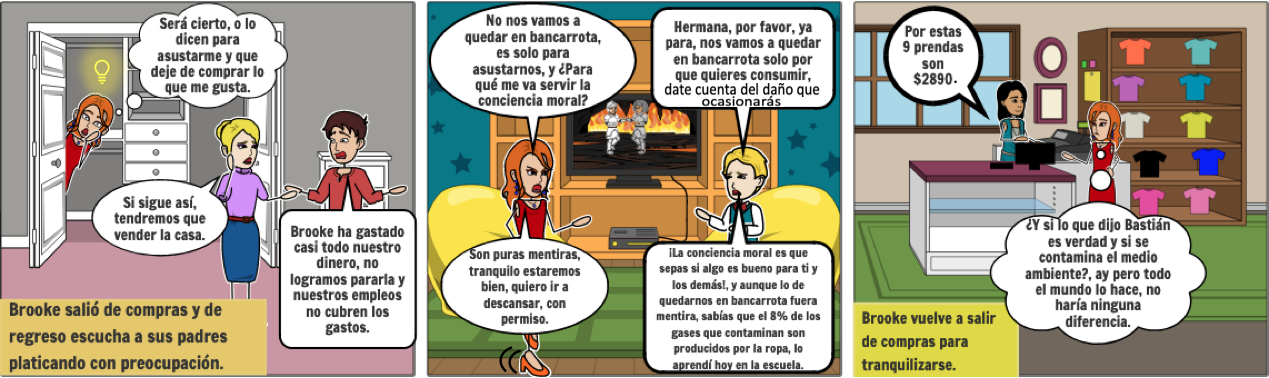 Será cierto, o lo
dicen para
asustarme y que
deje de comprar lo
que me gusta.
Si sigue así,
tendremos que
vender la casa.
Brooke ha gastado
casi todo nuestro
dinero, no
logramos pararla y
nuestros empleos
no cubren los
gastos.
Brooke salió de compras y de
regreso escucha a sus padres
platicando con preocupación.
No nos vamos a
quedar en bancarrota,
es solo para
asustarnos, y ¿Para
qué me va servir la
conciencia moral?
Hermana, por favor, ya
para, nos vamos a quedar
en bancarrota solo por
que quieres consumir,
date cuenta del daño que
ocasionarás
Son puras mentiras,
tranquilo estaremos
bien, quiero ir a
descansar, con
permiso.
¡La conciencia moral es que
sepas si algo es bueno para ti y
los demás!, y aunque lo de
quedarnos en bancarrota fuera
mentira, sabías que el 8% de los
gases que contaminan son
producidos por la ropa, lo
aprendí hoy en la escuela.
Por estas
9 prendas
son
$2890.
¿Y si lo que dijo Bastián
es verdad y si se
contamina el medio
ambiente?, ay pero todo
el mundo lo hace, no
haría ninguna
diferencia.
Brooke vuelve a salir
de compras para
tranquilizarse.